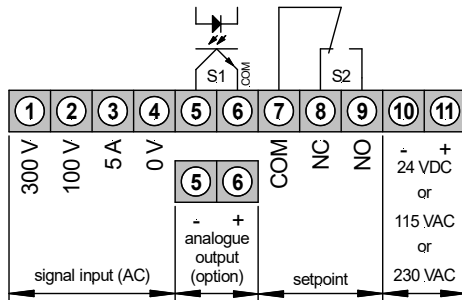 S1
COM
S2
1 2 3 4 5 6 7 8 9 10 11
300 V
100 V
5 A
0 V
5 6
COM
NC
NO
- +
24 VDC
or
115 VAC
or
230 VAC
- +
analogue
output
(option)
signal input (AC)
setpoint